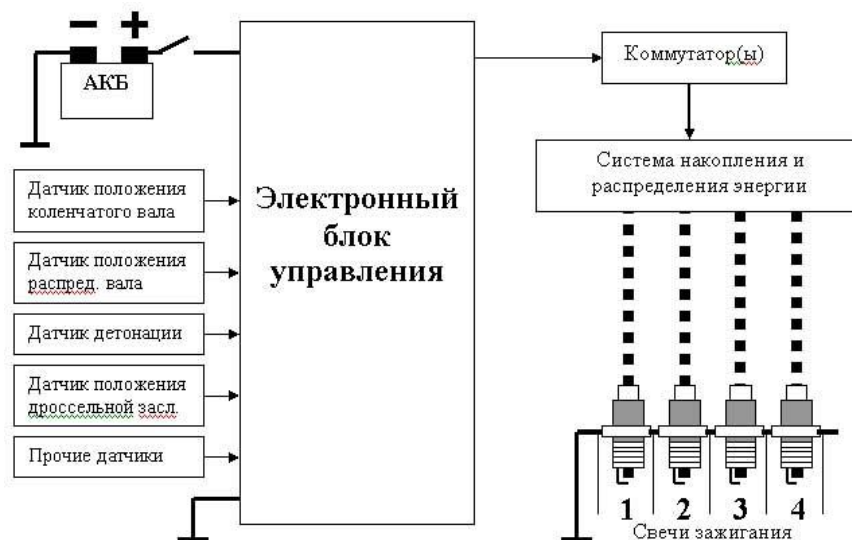 − +
АКБ
Датчик положения
коленчатого вала
Датчик положения
распред. вала
Датчик детонации
Датчик положения
дроссельной засл.
Прочие датчики
Электронный
блок
управления
Коммутатор(ы)
Система накопления и
распределения энергии
1 2 3 4
Свечи зажигания